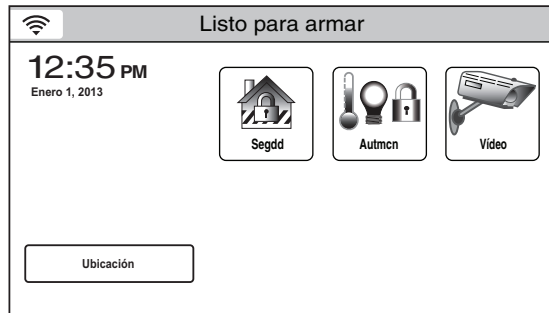 Listo para armar
12:35 PM
Enero 1, 2013
Segdd
Autmcn
Vídeo
Ubicación